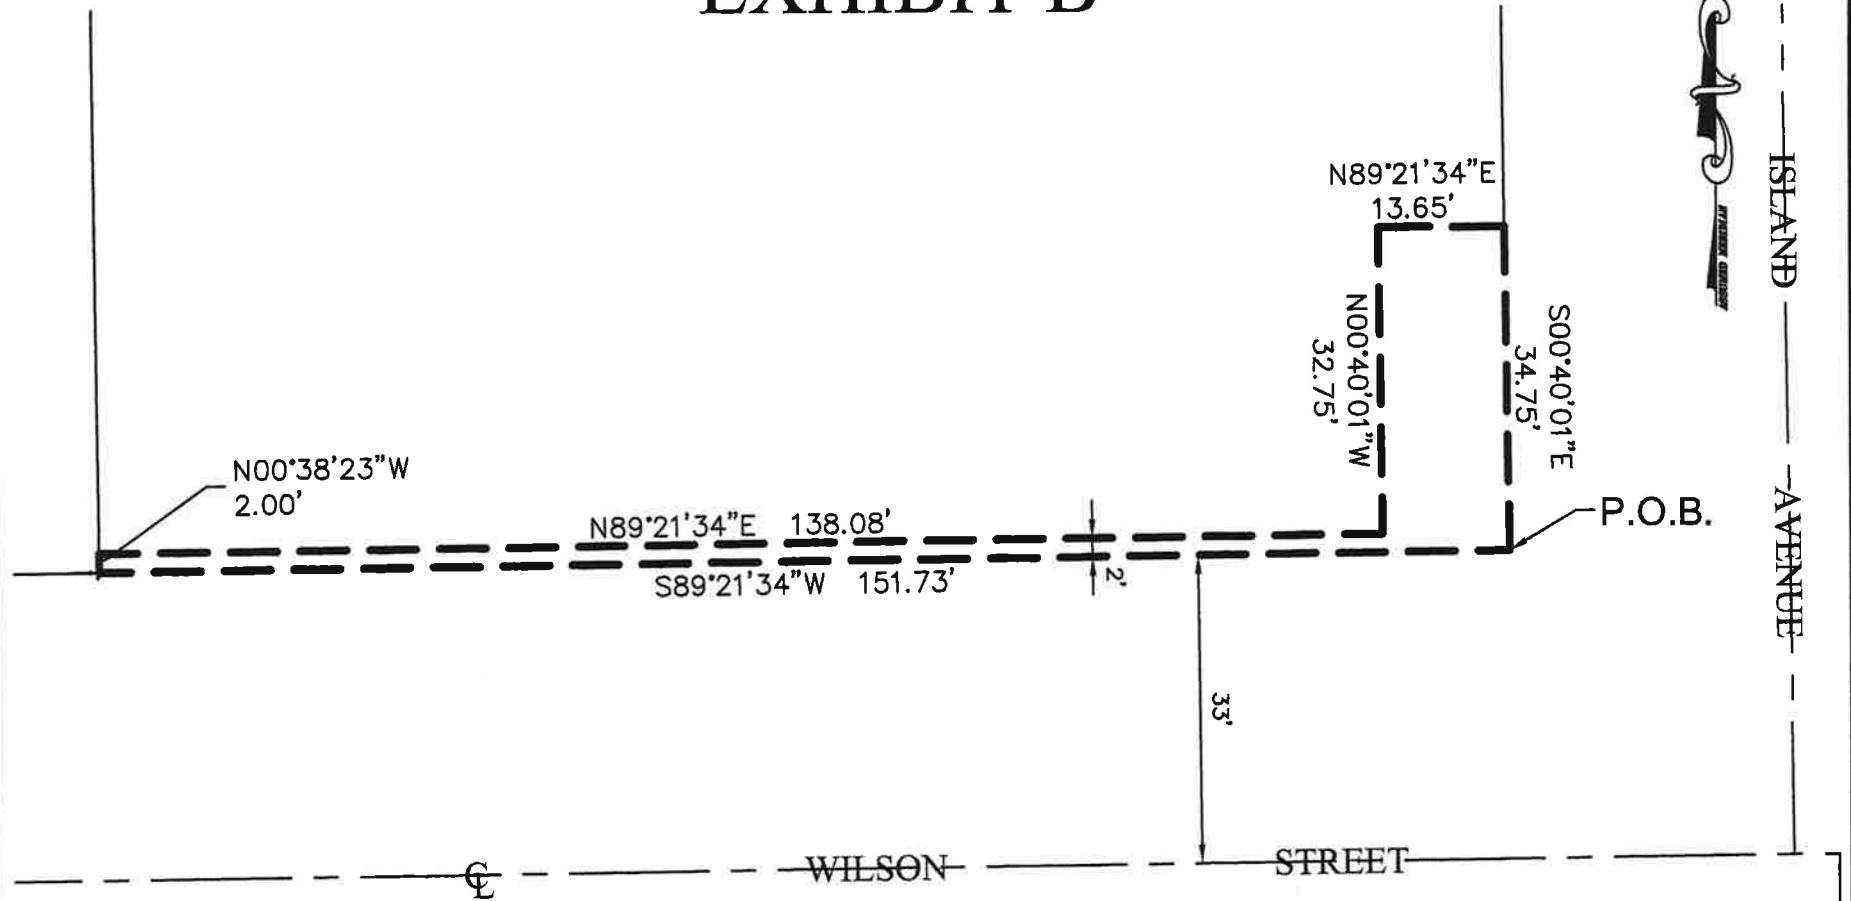 EXHIBIT B
N89°21'34"E
13.65'
ISLAND AVENUE
N00°40'01"W
32.75'
S00°40'01"E
34.75'
N00°38'23"W
2.00'
N89°21'34"E 138.08'
P.O.B.
S89°21'34"W 151.73'
2'
33'
℄ WILSON STREET